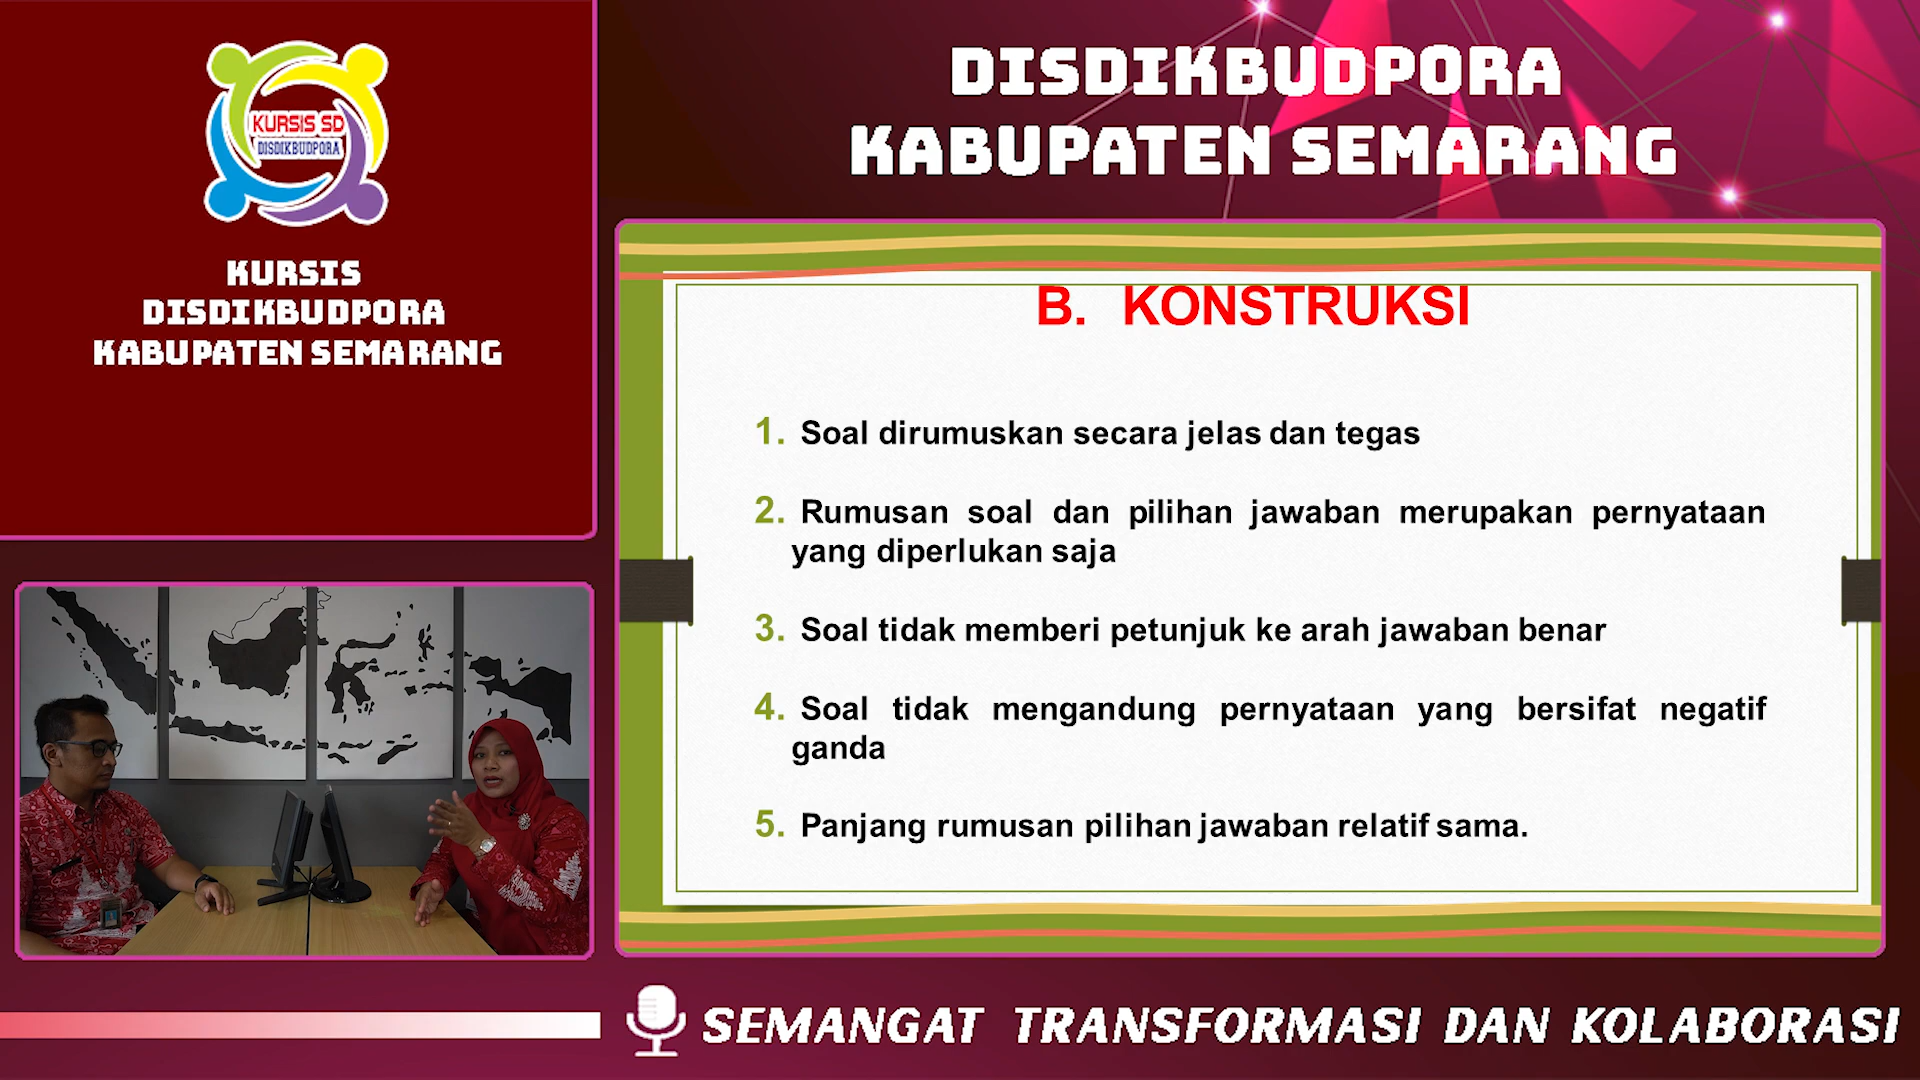 KURSIS SD
DISDIKBUDPORA
KURSIS
DISDIKBUDPORA
KABUPATEN SEMARANG
DISDIKBUDPORA
KABUPATEN SEMARANG
B. KONSTRUKSI
1. Soal dirumuskan secara jelas dan tegas
2. Rumusan soal dan pilihan jawaban merupakan pernyataan
yang diperlukan saja
3. Soal tidak memberi petunjuk ke arah jawaban benar
4. Soal tidak mengandung pernyataan yang bersifat negatif
ganda
5. Panjang rumusan pilihan jawaban relatif sama.
SEMANGAT TRANSFORMASI DAN KOLABORASI